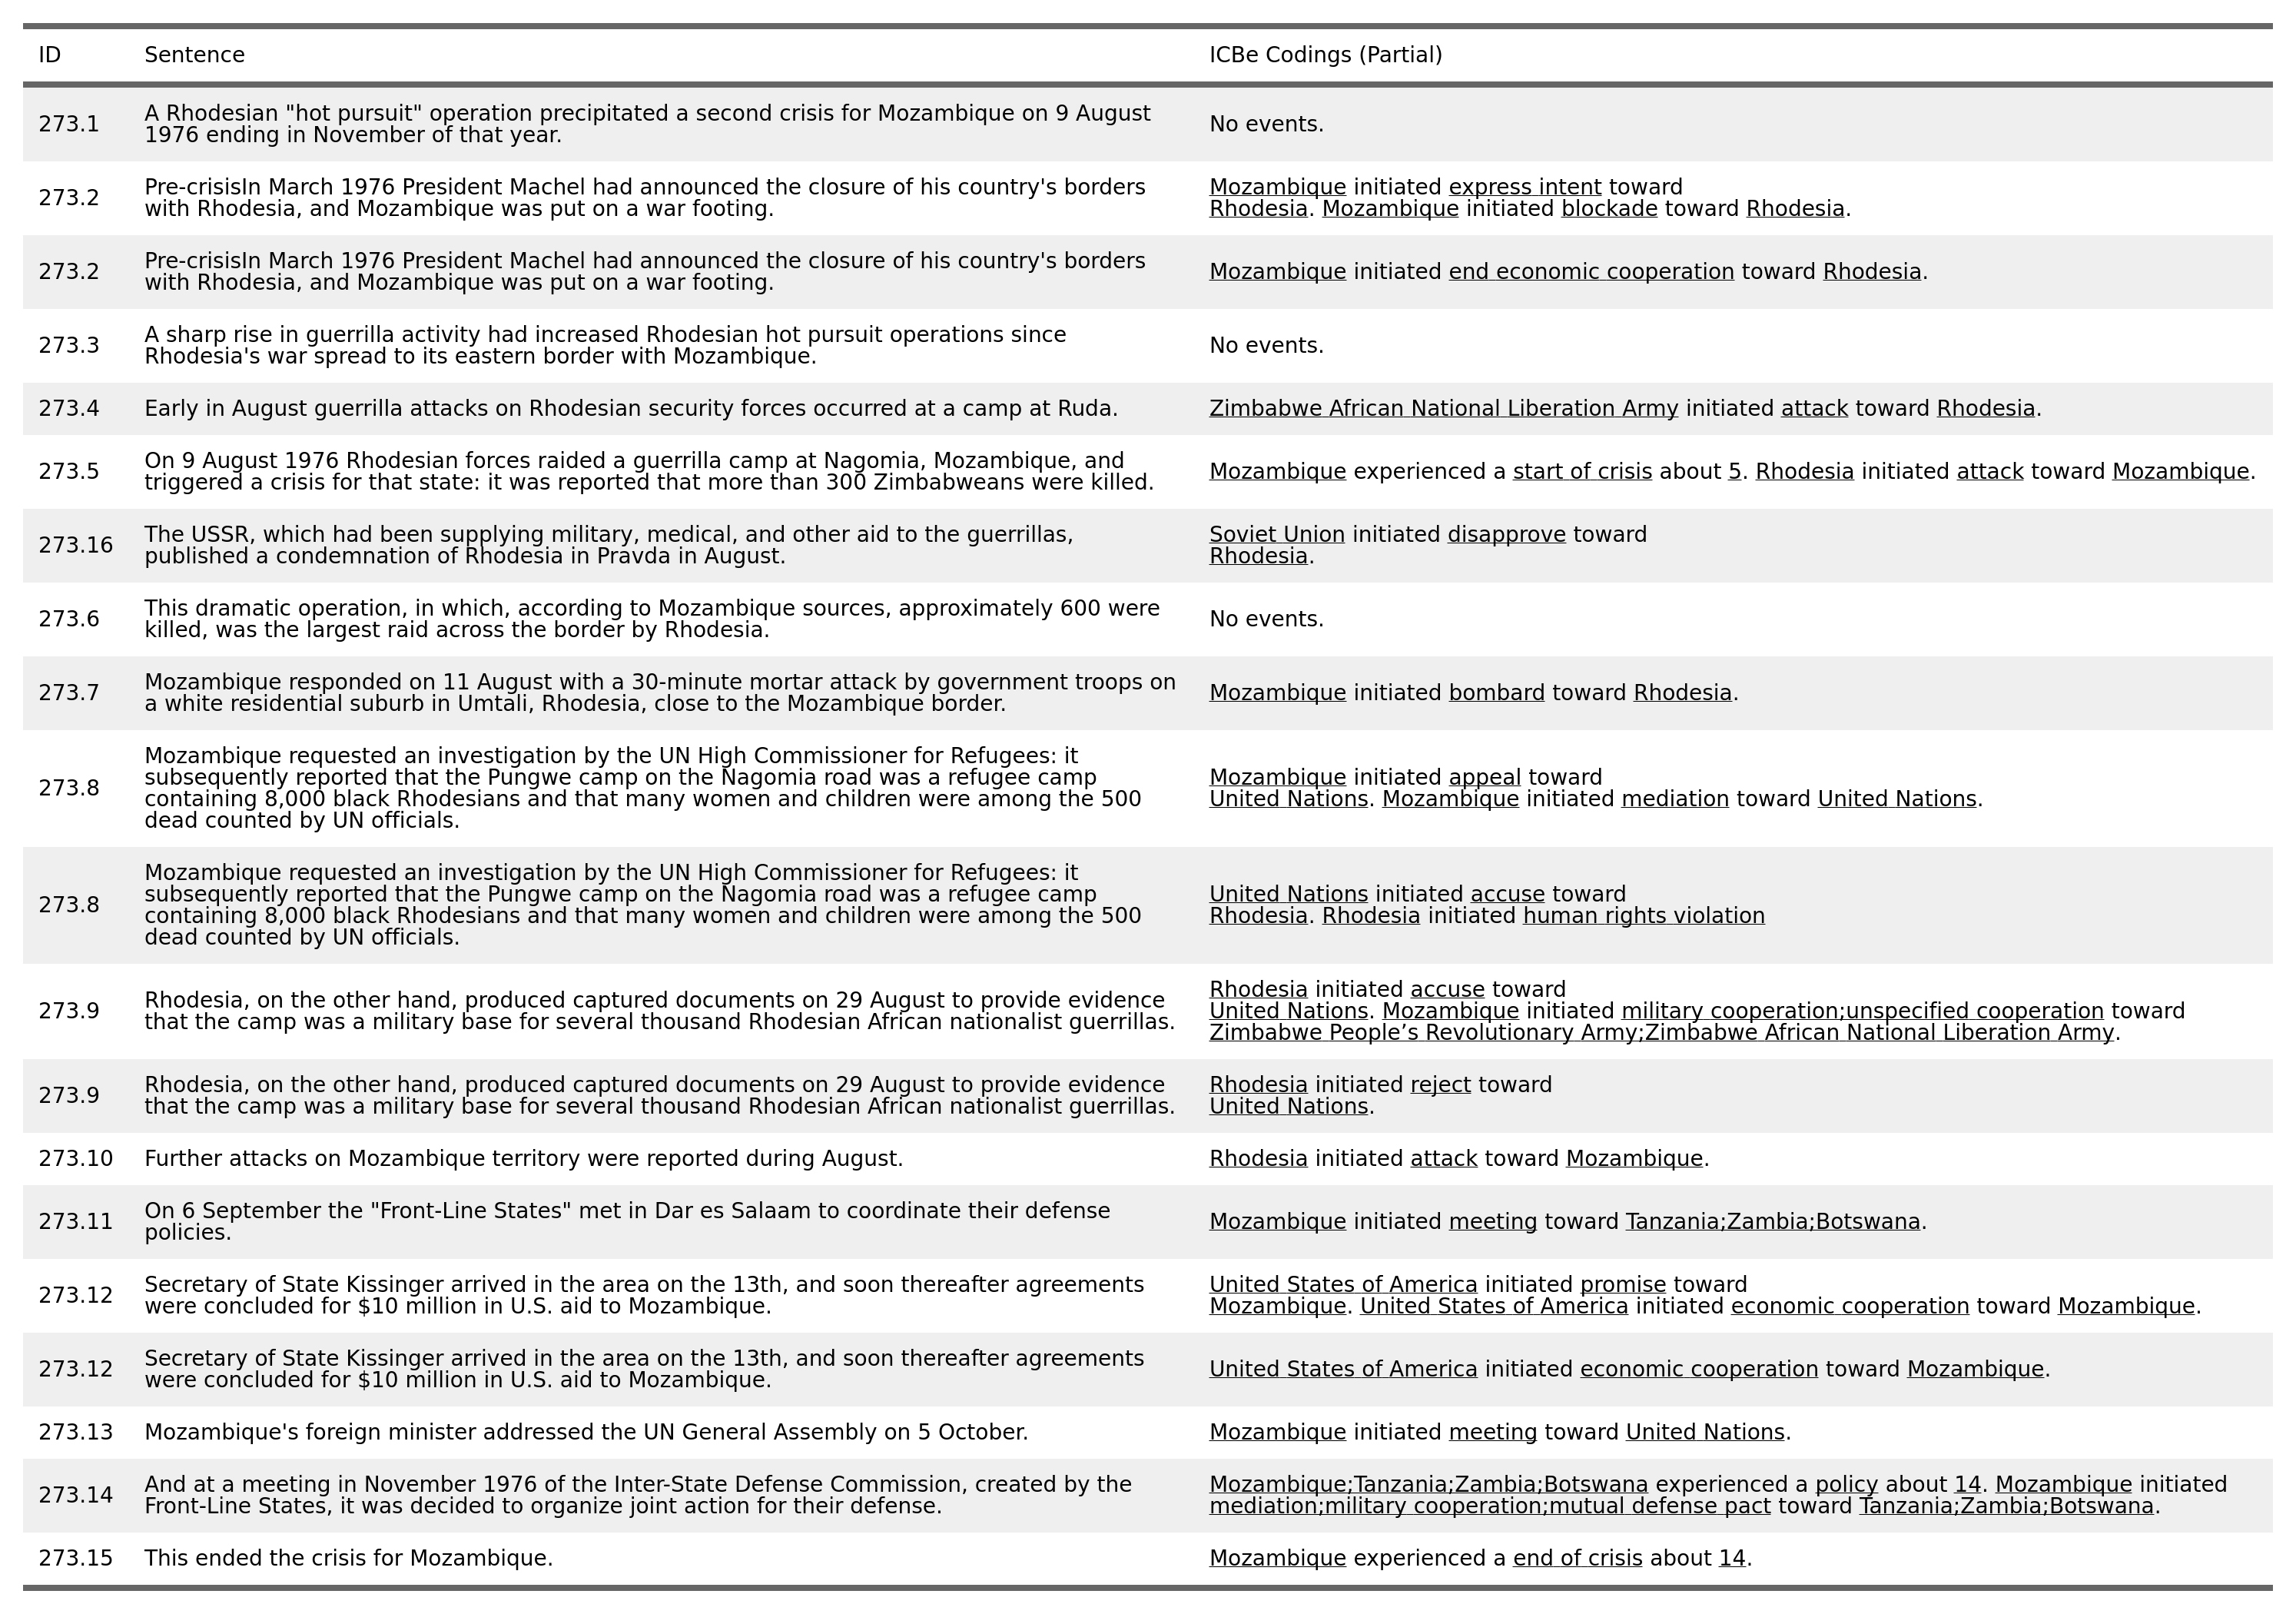 ID Sentence ICBe Codings (Partial)
273.1 A Rhodesian "hot pursuit" operation precipitated a second crisis for Mozambique on 9 August
1976 ending in November of that year. No events.
273.2 Pre-crisisIn March 1976 President Machel had announced the closure of his country's borders
with Rhodesia, and Mozambique was put on a war footing.
Mozambique initiated express intent toward
Rhodesia. Mozambique initiated blockade toward Rhodesia.
273.2 Pre-crisisIn March 1976 President Machel had announced the closure of his country's borders
with Rhodesia, and Mozambique was put on a war footing.
Mozambique initiated end economic cooperation toward Rhodesia.
273.3 A sharp rise in guerrilla activity had increased Rhodesian hot pursuit operations since
Rhodesia's war spread to its eastern border with Mozambique.
No events.
273.4 Early in August guerrilla attacks on Rhodesian security forces occurred at a camp at Ruda. Zimbabwe African National Liberation Army initiated attack toward Rhodesia.
273.5 On 9 August 1976 Rhodesian forces raided a guerrilla camp at Nagomia, Mozambique, and
triggered a crisis for that state: it was reported that more than 300 Zimbabweans were killed.
Mozambique experienced a start of crisis about 5. Rhodesia initiated attack toward Mozambique.
273.16 The USSR, which had been supplying military, medical, and other aid to the guerrillas,
published a condemnation of Rhodesia in Pravda in August.
Soviet Union initiated disapprove toward
Rhodesia.
273.6 This dramatic operation, in which, according to Mozambique sources, approximately 600 were
killed, was the largest raid across the border by Rhodesia.
No events.
273.7 Mozambique responded on 11 August with a 30-minute mortar attack by government troops on
a white residential suburb in Umtali, Rhodesia, close to the Mozambique border.
Mozambique initiated bombard toward Rhodesia.
273.8 Mozambique requested an investigation by the UN High Commissioner for Refugees: it
subsequently reported that the Pungwe camp on the Nagomia road was a refugee camp
containing 8,000 black Rhodesians and that many women and children were among the 500
dead counted by UN officials.
Mozambique initiated appeal toward
United Nations. Mozambique initiated mediation toward United Nations.
273.8 Mozambique requested an investigation by the UN High Commissioner for Refugees: it
subsequently reported that the Pungwe camp on the Nagomia road was a refugee camp
containing 8,000 black Rhodesians and that many women and children were among the 500
dead counted by UN officials.
United Nations initiated accuse toward
Rhodesia. Rhodesia initiated human rights violation
273.9 Rhodesia, on the other hand, produced captured documents on 29 August to provide evidence
that the camp was a military base for several thousand Rhodesian African nationalist guerrillas.
Rhodesia initiated accuse toward
United Nations. Mozambique initiated military cooperation;unspecified cooperation toward
Zimbabwe People’s Revolutionary Army;Zimbabwe African National Liberation Army.
273.9 Rhodesia, on the other hand, produced captured documents on 29 August to provide evidence
that the camp was a military base for several thousand Rhodesian African nationalist guerrillas.
Rhodesia initiated reject toward
United Nations.
273.10 Further attacks on Mozambique territory were reported during August. Rhodesia initiated attack toward Mozambique.
273.11 On 6 September the "Front-Line States" met in Dar es Salaam to coordinate their defense
policies.
Mozambique initiated meeting toward Tanzania;Zambia;Botswana.
273.12 Secretary of State Kissinger arrived in the area on the 13th, and soon thereafter agreements
were concluded for $10 million in U.S. aid to Mozambique.
United States of America initiated promise toward
Mozambique. United States of America initiated economic cooperation toward Mozambique.
273.12 Secretary of State Kissinger arrived in the area on the 13th, and soon thereafter agreements
were concluded for $10 million in U.S. aid to Mozambique.
United States of America initiated economic cooperation toward Mozambique.
273.13 Mozambique's foreign minister addressed the UN General Assembly on 5 October. Mozambique initiated meeting toward United Nations.
273.14 And at a meeting in November 1976 of the Inter-State Defense Commission, created by the
Front-Line States, it was decided to organize joint action for their defense.
Mozambique;Tanzania;Zambia;Botswana experienced a policy about 14. Mozambique initiated
mediation;military cooperation;mutual defense pact toward Tanzania;Zambia;Botswana.
273.15 This ended the crisis for Mozambique. Mozambique experienced a end of crisis about 14.